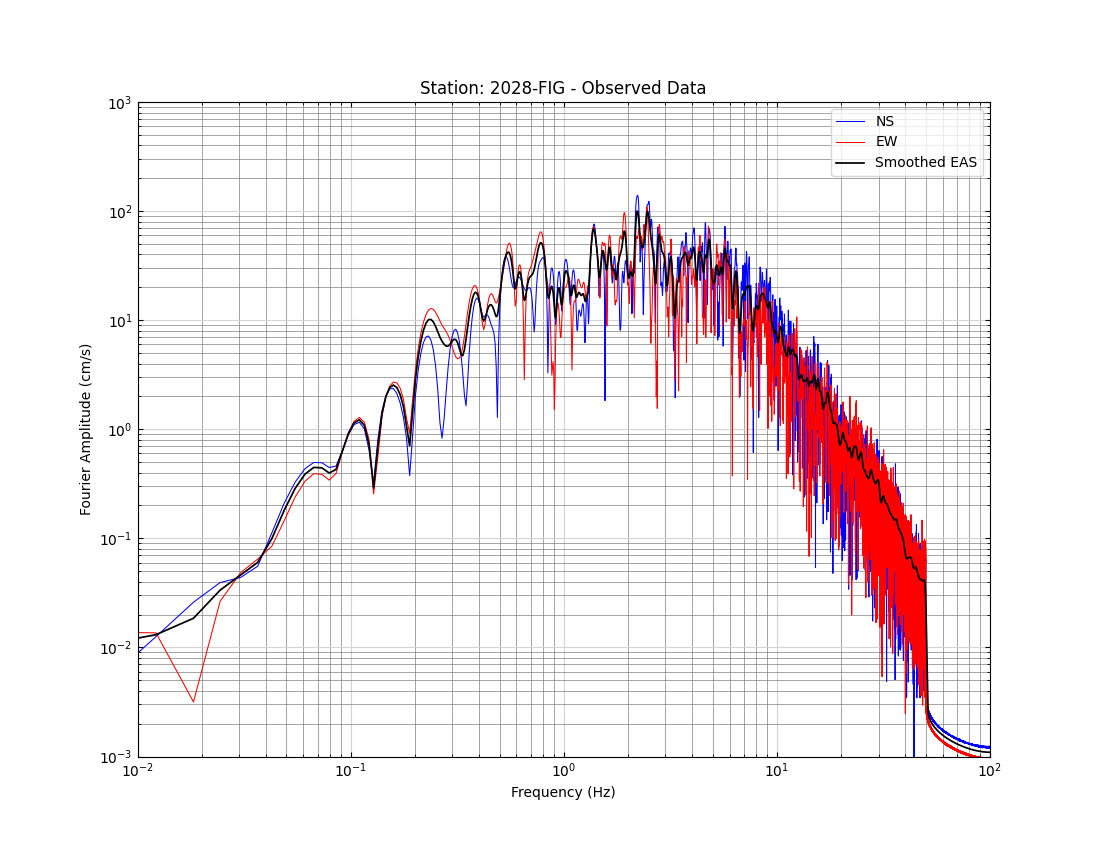 Station: 2028-FIG - Observed Data
NS
EW
Smoothed EAS
Fourier Amplitude (cm/s)
10³
10²
10¹
10⁰
10⁻¹
10⁻²
10⁻³
10⁻² 10⁻¹ 10⁰ 10¹ 10²
Frequency (Hz)